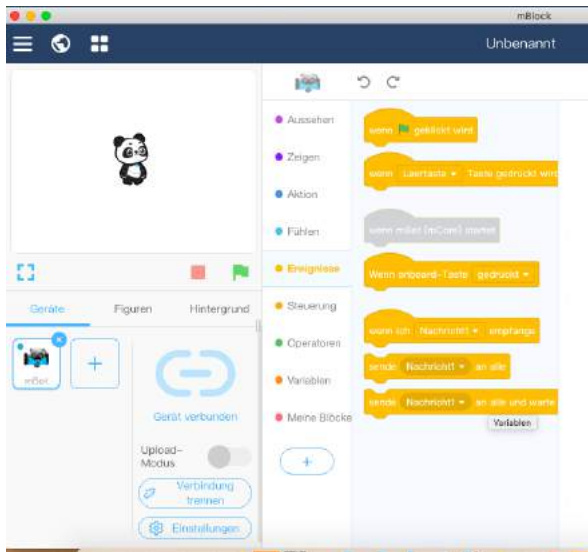 mBlock
Unbenannt
Aussehen
Zeigen
Aktion
Fühlen
Ereignisse
Steuerung
Operatoren
Variablen
Meine Blöcke
+
wenn geklickt wird
wenn Leertaste Taste gedrückt wird
wenn mBot (mCore) startet
Wenn onboard-Taste gedrückt
wenn ich Nachricht1 empfange
sende Nachricht1 an alle
sende Nachricht1 an alle und warte
Variablen
Geräte Figuren Hintergrund
mBot
+
Gerät verbunden
Upload-
Modus
Verbindung
trennen
Einstellungen